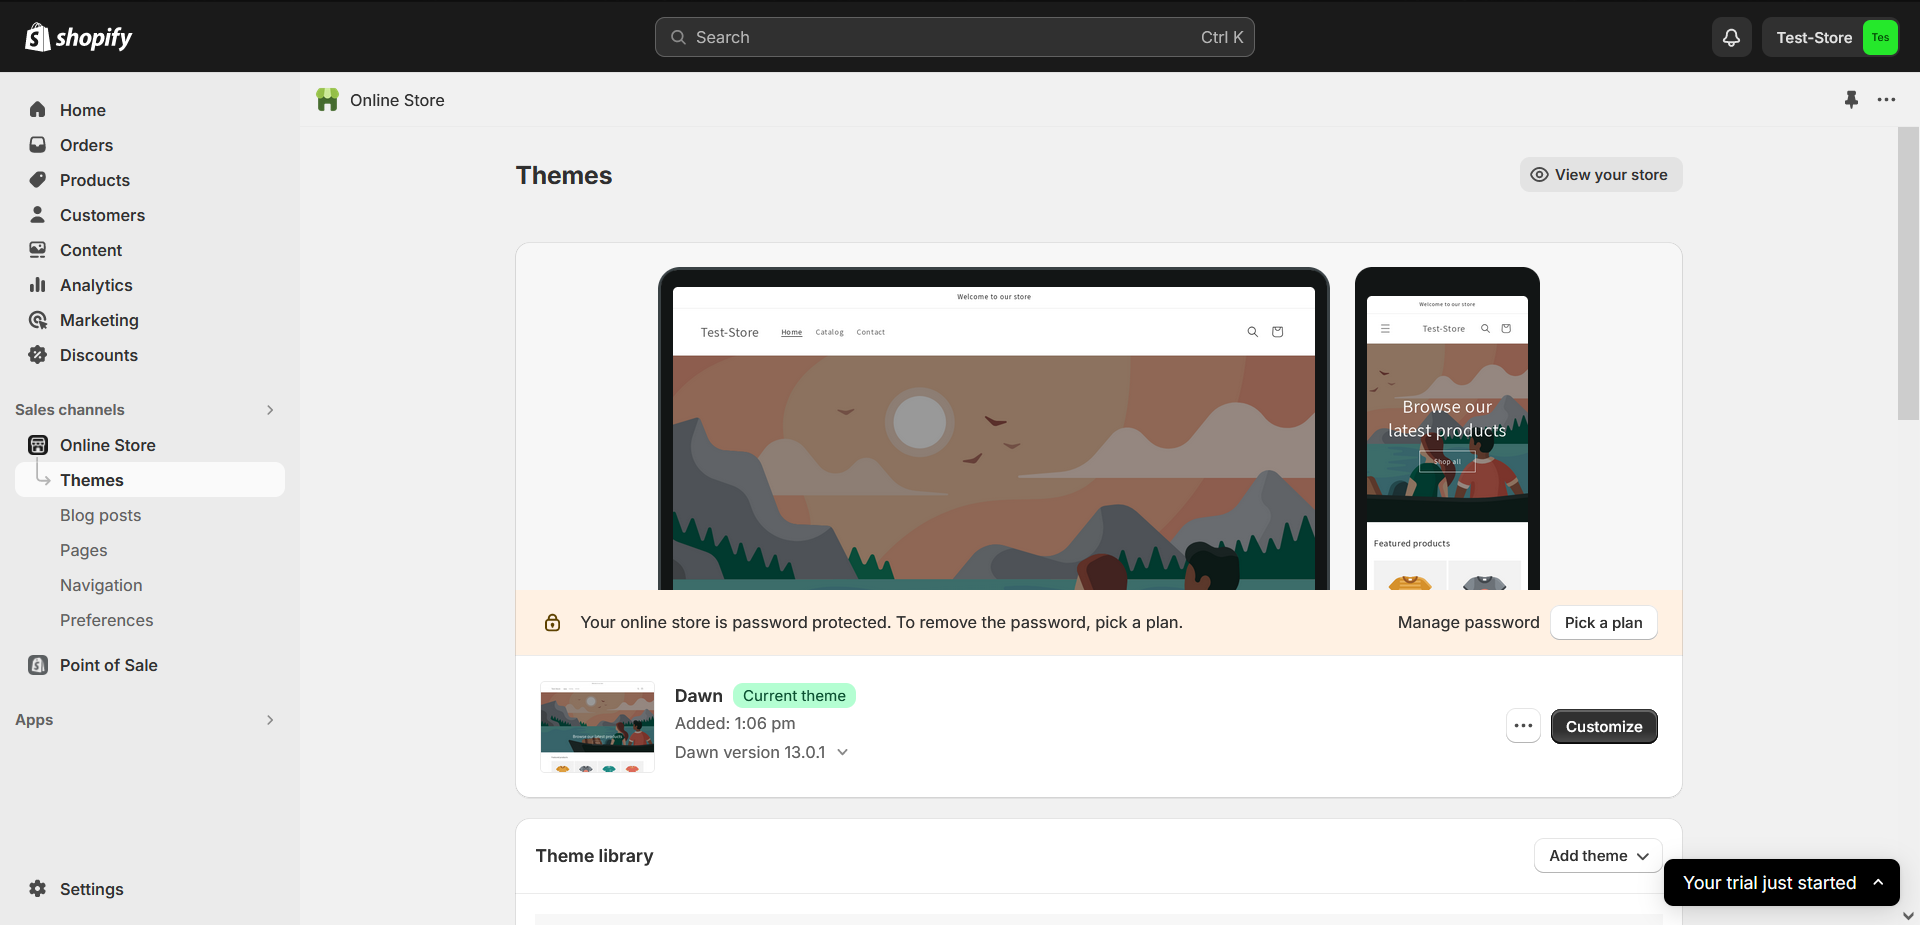 shopify
Search
Ctrl K
Test-Store
Tes
Home
Orders
Products
Customers
Content
Analytics
Marketing
Discounts
Sales channels
Online Store
Themes
Blog posts
Pages
Navigation
Preferences
Point of Sale
Apps
Settings
Online Store
Themes
View your store
Welcome to our store
Test-Store
Home
Catalog
Contact
Welcome to our store
Test-Store
Browse our
latest products
Shop all
Featured products
Your online store is password protected. To remove the password, pick a plan.
Manage password
Pick a plan
Browse our latest products
Dawn
Current theme
Added: 1:06 pm
Dawn version 13.0.1
Customize
Theme library
Add theme
Your trial just started